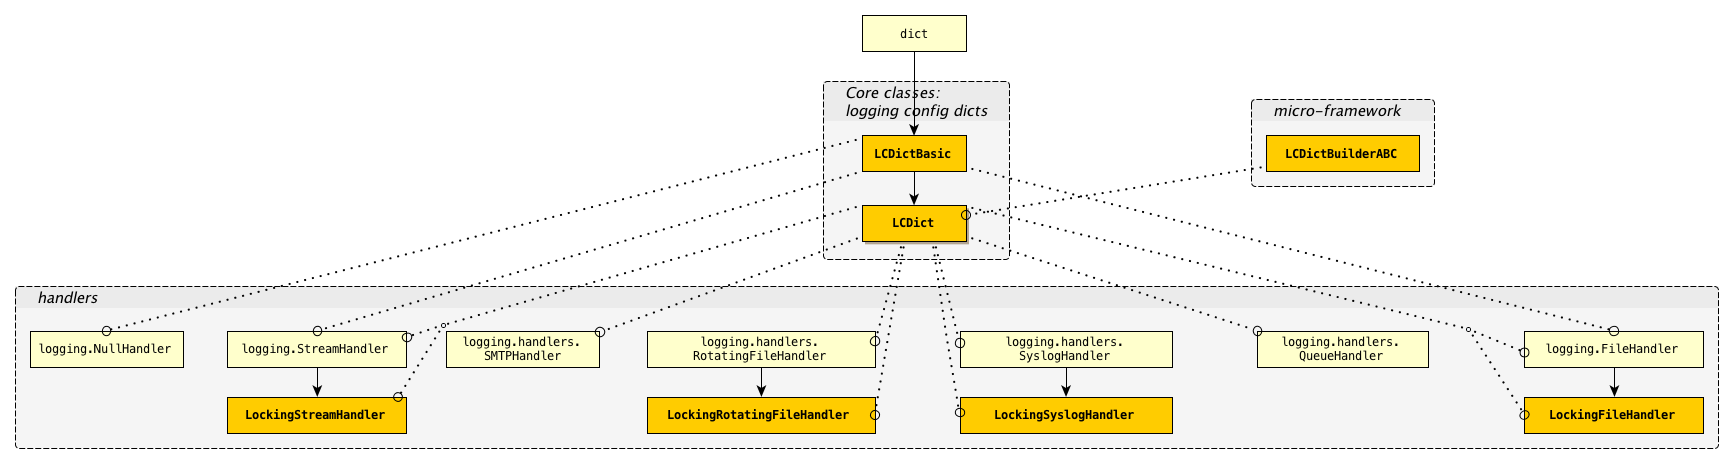 dict
Core classes:
logging config dicts
micro-framework
LCDictBasic
LCDictBuilderABC
LCDict
handlers
logging.NullHandler
logging.StreamHandler
logging.handlers.
SMTPHandler
logging.handlers.
RotatingFileHandler
logging.handlers.
SyslogHandler
logging.handlers.
QueueHandler
logging.FileHandler
LockingStreamHandler
LockingRotatingFileHandler
LockingSyslogHandler
LockingFileHandler